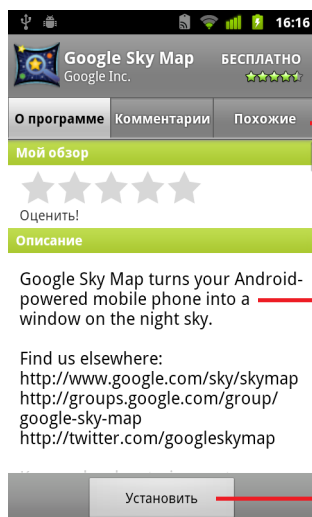 16:16
Google Sky Map
БЕСПЛАТНО
Google Inc.
О программе Комментарии Похожие
Мой обзор
Оценить!
Описание
Google Sky Map turns your Android-
powered mobile phone into a
window on the night sky.
Find us elsewhere:
http://www.google.com/sky/skymap
http://groups.google.com/group/
google-sky-map
http://twitter.com/googleskymap
Установить